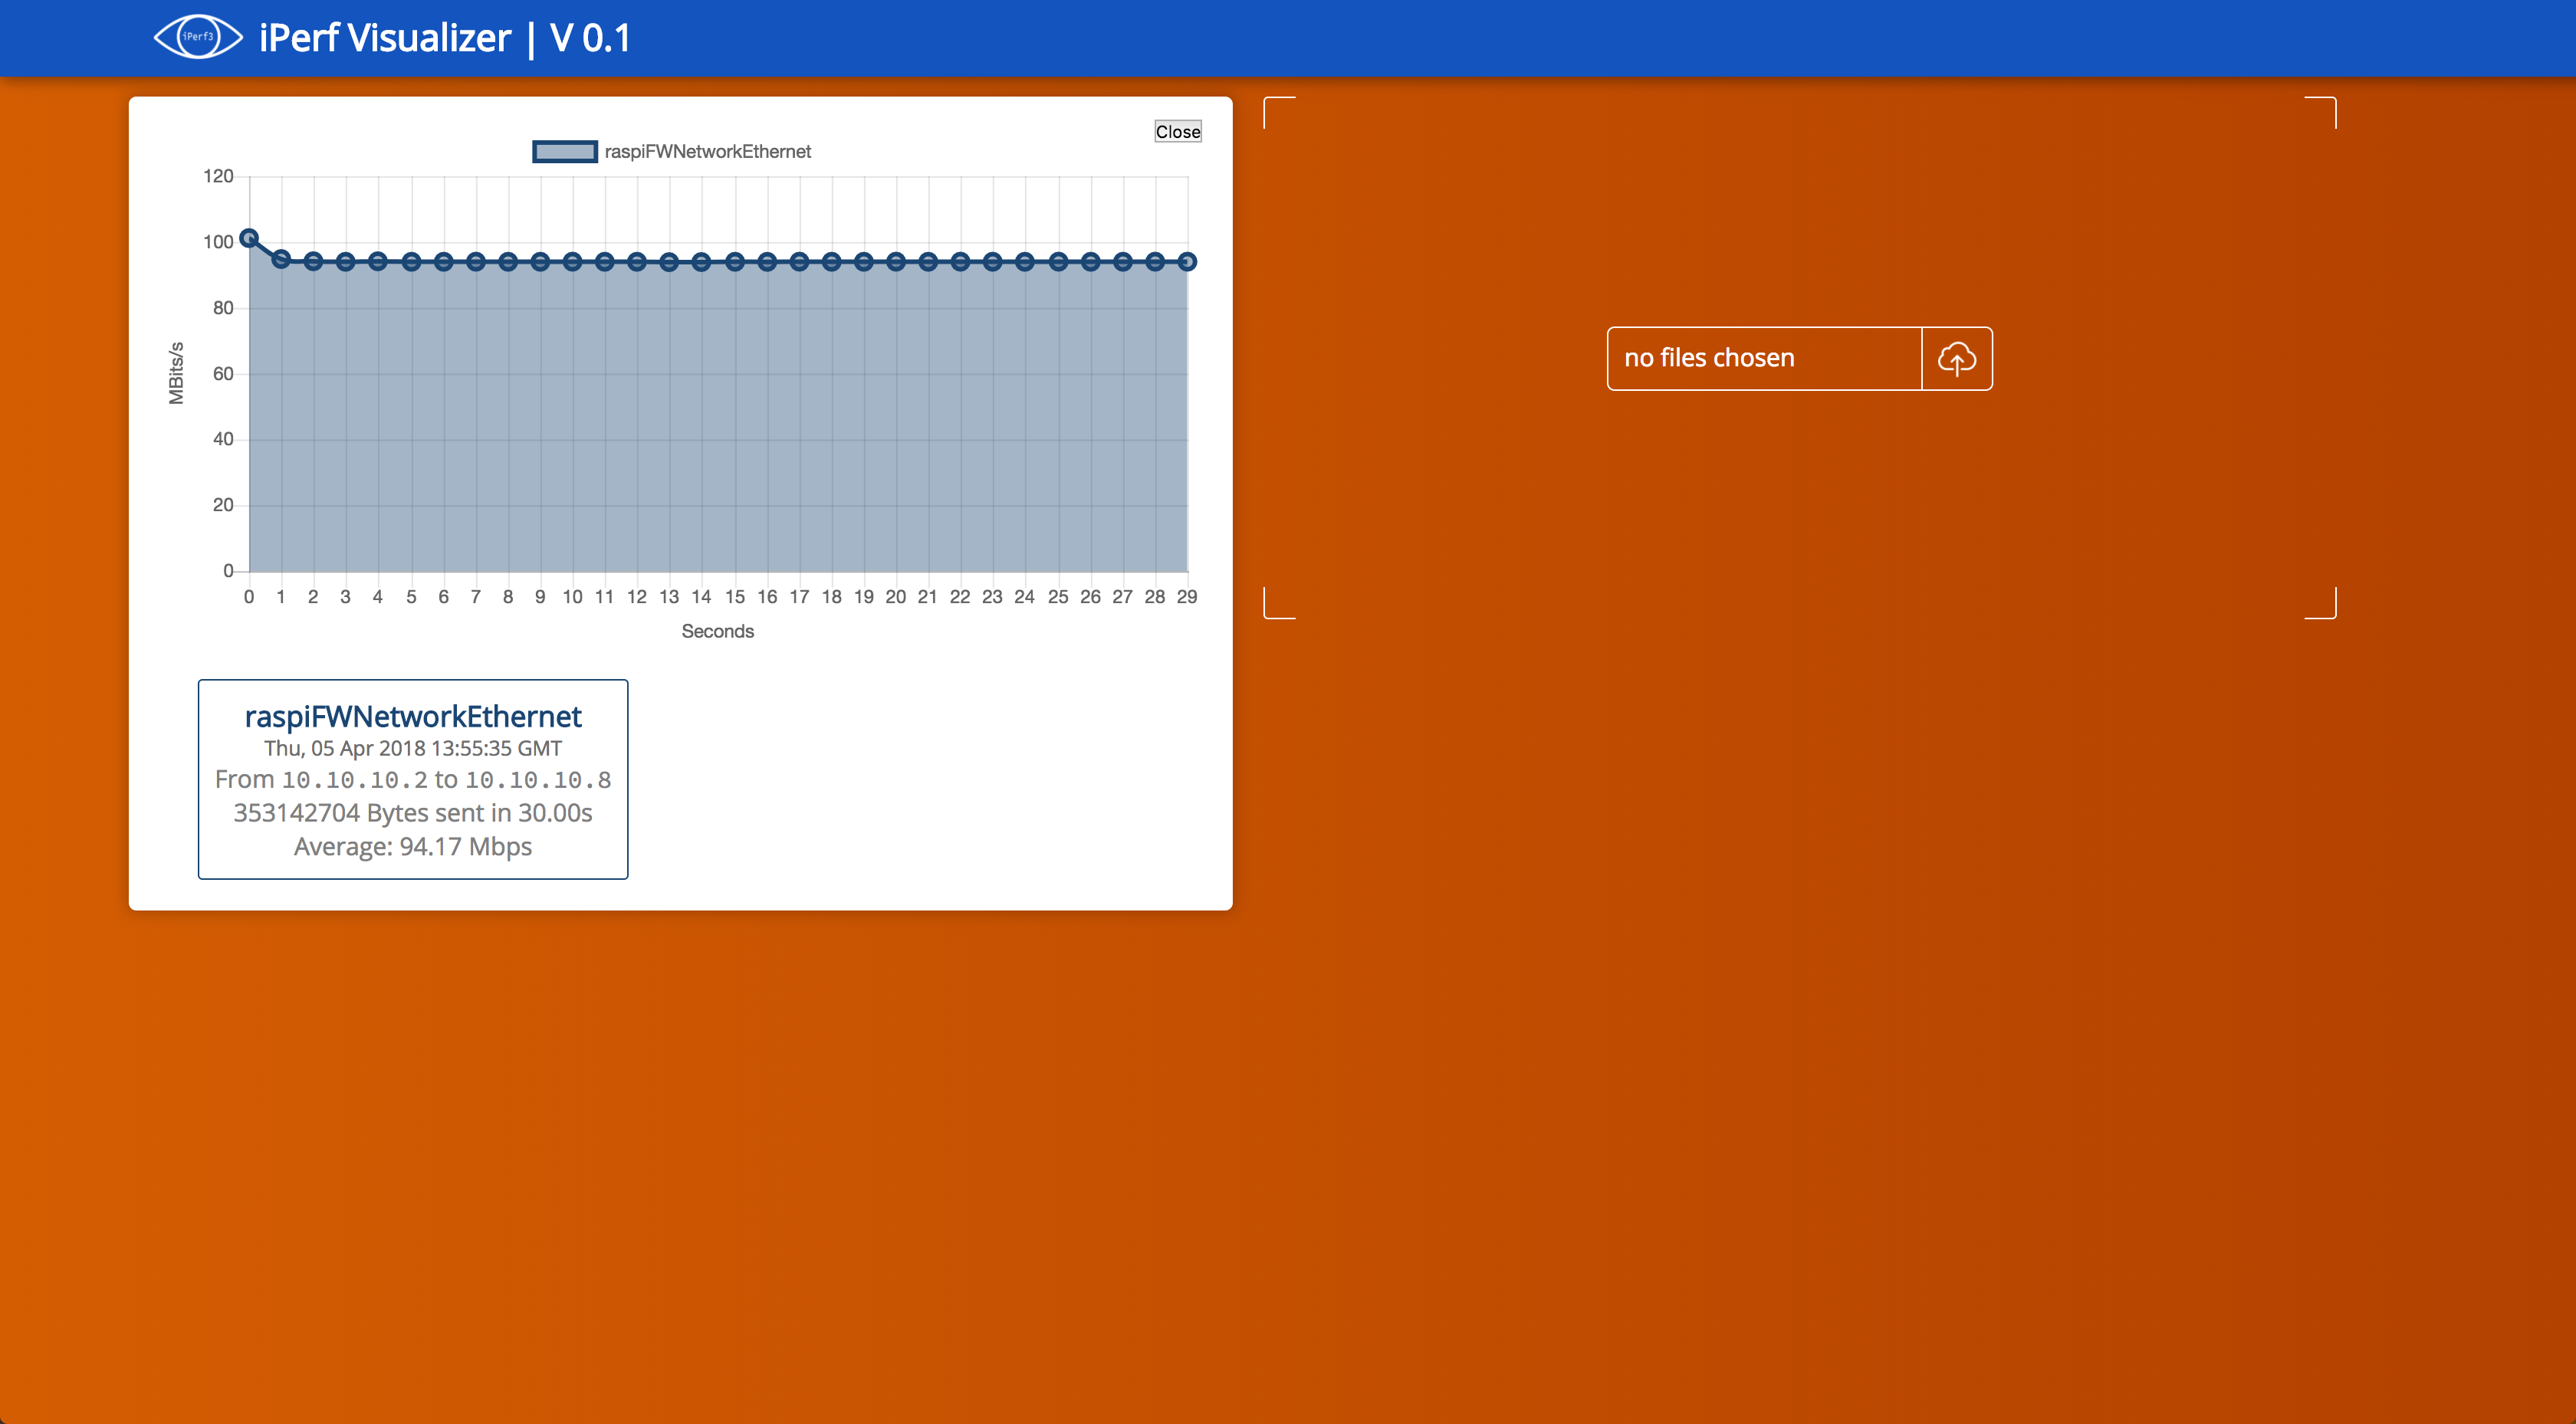 iPerf3
iPerf Visualizer | V 0.1
Close
raspiFWNetworkEthernet
120
100
80
60
40
20
0
MBits/s
0 1 2 3 4 5 6 7 8 9 10 11 12 13 14 15 16 17 18 19 20 21 22 23 24 25 26 27 28 29
Seconds
raspiFWNetworkEthernet
Thu, 05 Apr 2018 13:55:35 GMT
From 10.10.10.2 to 10.10.10.8
353142704 Bytes sent in 30.00s
Average: 94.17 Mbps
no files chosen